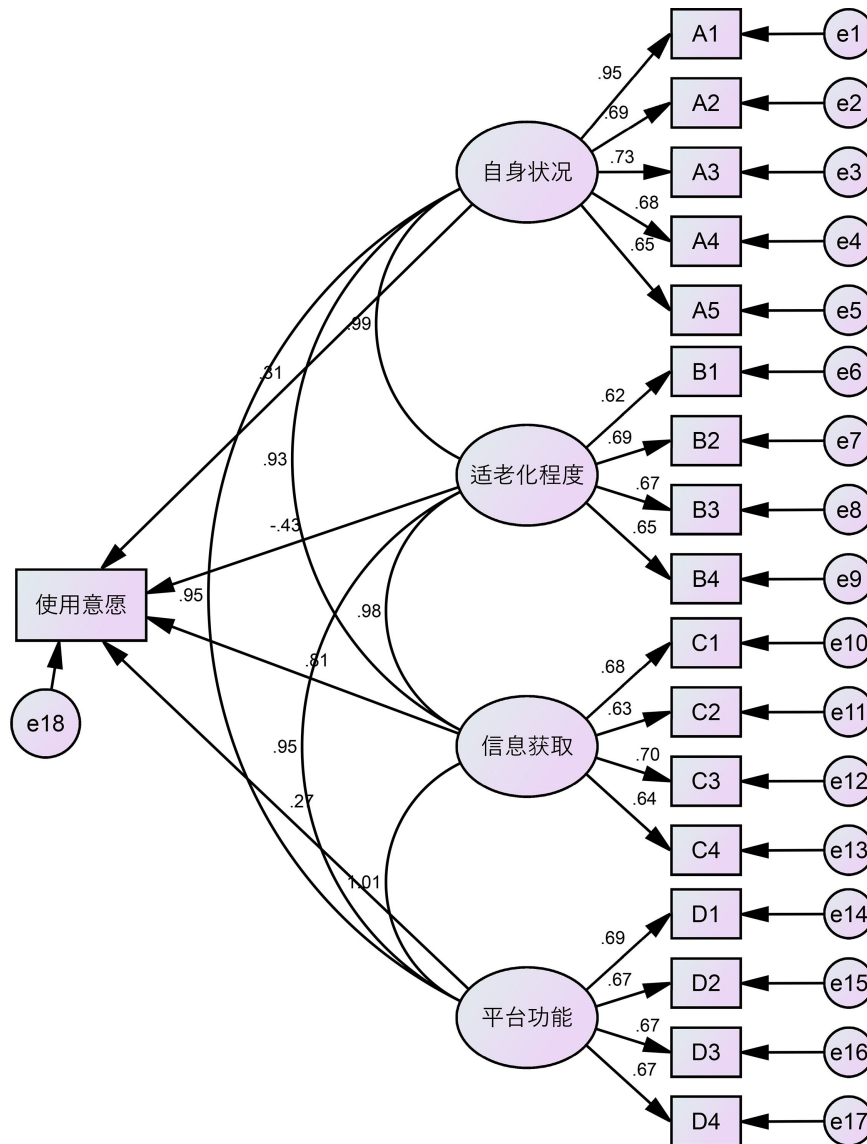 A1
e1
.95
A2
e2
.69
自身状况
.73
A3
e3
.68
A4
e4
.65
A5
e5
.99
.31
B1
e6
.62
B2
e7
.69
.93
适老化程度
.67
B3
e8
-.43
.65
B4
e9
使用意愿
.95
.98
C1
e10
.68
.81
C2
e11
.63
e18
.95
信息获取
.70
C3
e12
.27
.64
C4
e13
1.01
D1
e14
.69
D2
e15
.67
平台功能
.67
D3
e16
.67
D4
e17